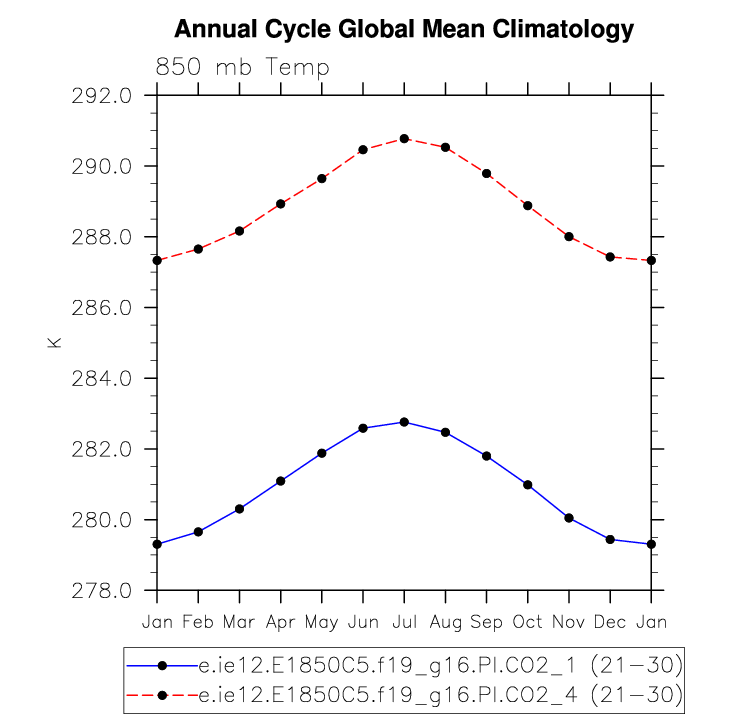 Annual Cycle Global Mean Climatology
850 mb Temp
292.0
290.0
288.0
286.0
284.0
282.0
280.0
278.0
K
Jan Feb Mar Apr May Jun Jul Aug Sep Oct Nov Dec Jan
e.ie12.E1850C5.f19_g16.PI.CO2_1 (21-30)
e.ie12.E1850C5.f19_g16.PI.CO2_4 (21-30)